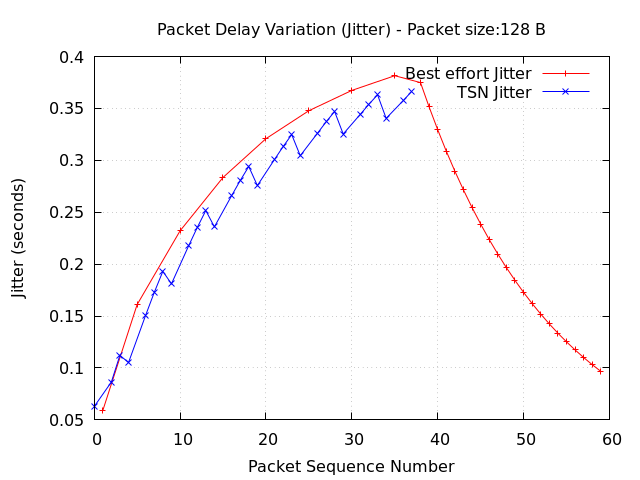 Packet Delay Variation (Jitter) - Packet size:128 B
0.4
0.35
0.3
0.25
0.2
0.15
0.1
0.05
Jitter (seconds)
Best effort Jitter
TSN Jitter
0 10 20 30 40 50 60
Packet Sequence Number